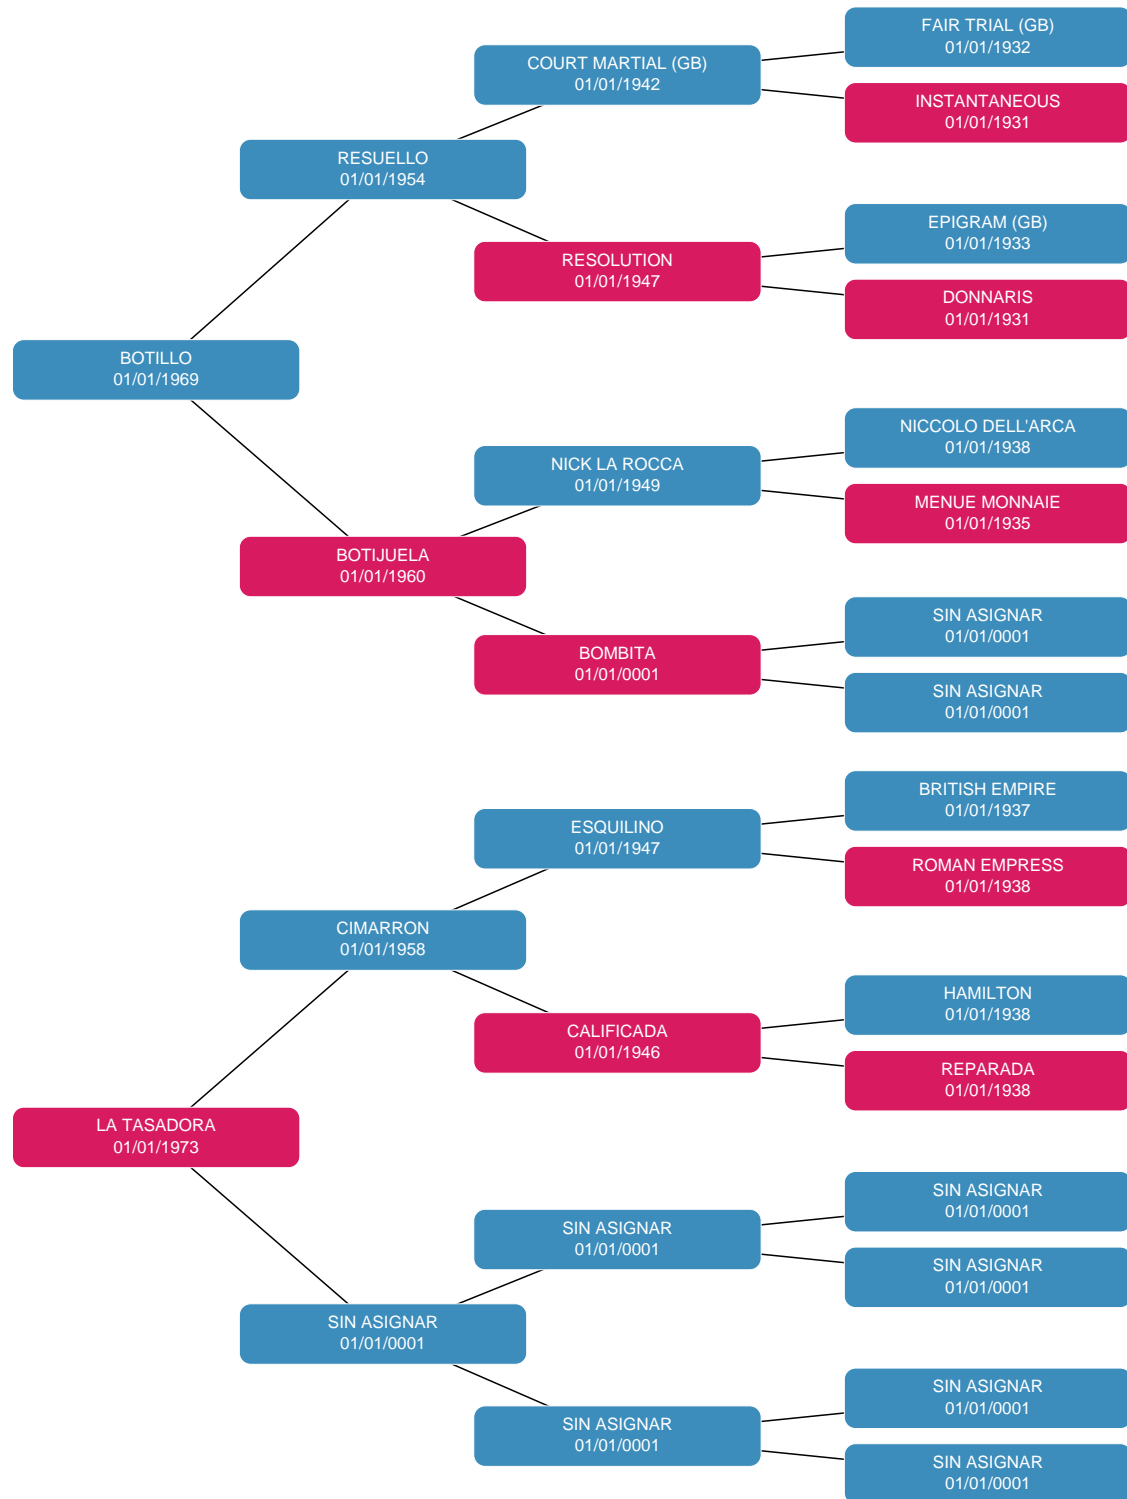 FAIR TRIAL (GB)
01/01/1932
COURT MARTIAL (GB)
01/01/1942
INSTANTANEOUS
01/01/1931
RESUELLO
01/01/1954
EPIGRAM (GB)
01/01/1933
RESOLUTION
01/01/1947
DONNARIS
01/01/1931
BOTILLO
01/01/1969
NICCOLO DELL'ARCA
01/01/1938
NICK LA ROCCA
01/01/1949
MENUE MONNAIE
01/01/1935
BOTIJUELA
01/01/1960
SIN ASIGNAR
01/01/0001
BOMBITA
01/01/0001
SIN ASIGNAR
01/01/0001
BRITISH EMPIRE
01/01/1937
ESQUILINO
01/01/1947
ROMAN EMPRESS
01/01/1938
CIMARRON
01/01/1958
HAMILTON
01/01/1938
CALIFICADA
01/01/1946
REPARADA
01/01/1938
LA TASADORA
01/01/1973
SIN ASIGNAR
01/01/0001
SIN ASIGNAR
01/01/0001
SIN ASIGNAR
01/01/0001
SIN ASIGNAR
01/01/0001
SIN ASIGNAR
01/01/0001
SIN ASIGNAR
01/01/0001
SIN ASIGNAR
01/01/0001